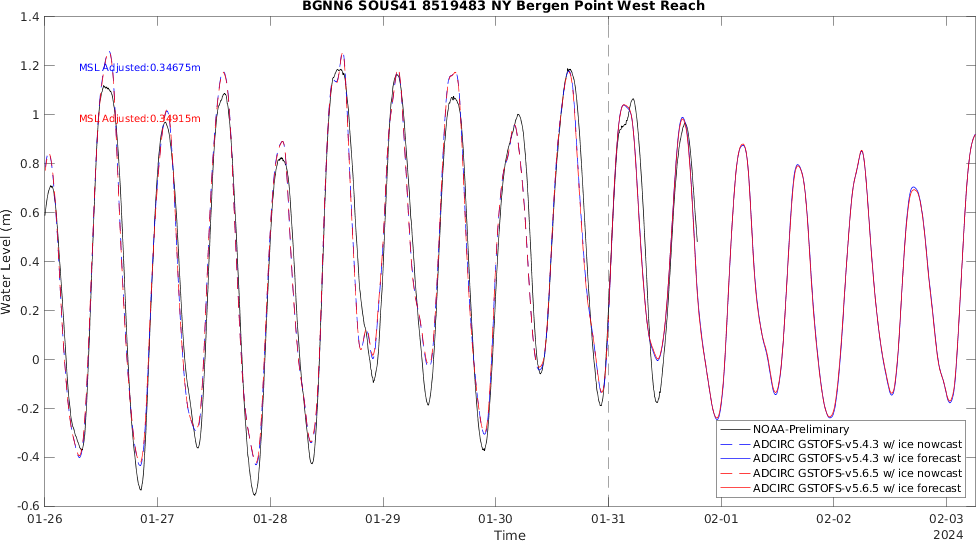 BGNN6 SOUS41 8519483 NY Bergen Point West Reach
1.4
1.2
1
0.8
0.6
0.4
0.2
0
-0.2
-0.4
-0.6
Water Level (m)
MSL Adjusted:0.34675m
MSL Adjusted:0.34915m
NOAA-Preliminary
ADCIRC GSTOFS-v5.4.3 w/ ice nowcast
ADCIRC GSTOFS-v5.4.3 w/ ice forecast
ADCIRC GSTOFS-v5.6.5 w/ ice nowcast
ADCIRC GSTOFS-v5.6.5 w/ ice forecast
01-26 01-27 01-28 01-29 01-30 01-31 02-01 02-02 02-03
Time
2024